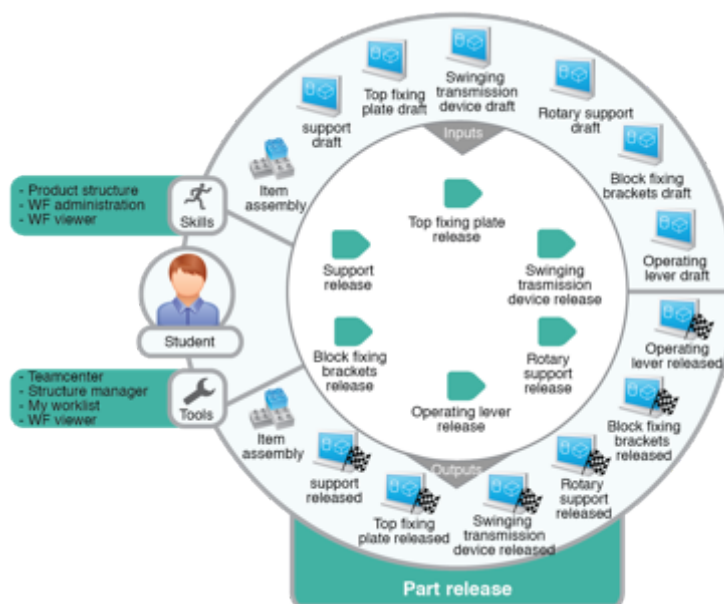 Swinging
transmission
device draft
Top fixing
plate draft
Rotary support
draft
support
draft
Inputs
Block fixing
brackets draft
Item
assembly
- Product structure
- WF administration
- WF viewer
Skills
Top fixing plate
release
Operating
lever draft
Support
release
Swinging
trasmission
device release
Student
Operating
lever released
Block fixing
brackets
release
Rotary
support
release
- Teamcenter
- Structure manager
- My worklist
- WF viewer
Tools
Operating lever
release
Block fixing
brackets
released
Item
assembly
support
released
Outputs
Rotary
support
released
Top fixing
plate released
Swinging
transmission
device released
Part release